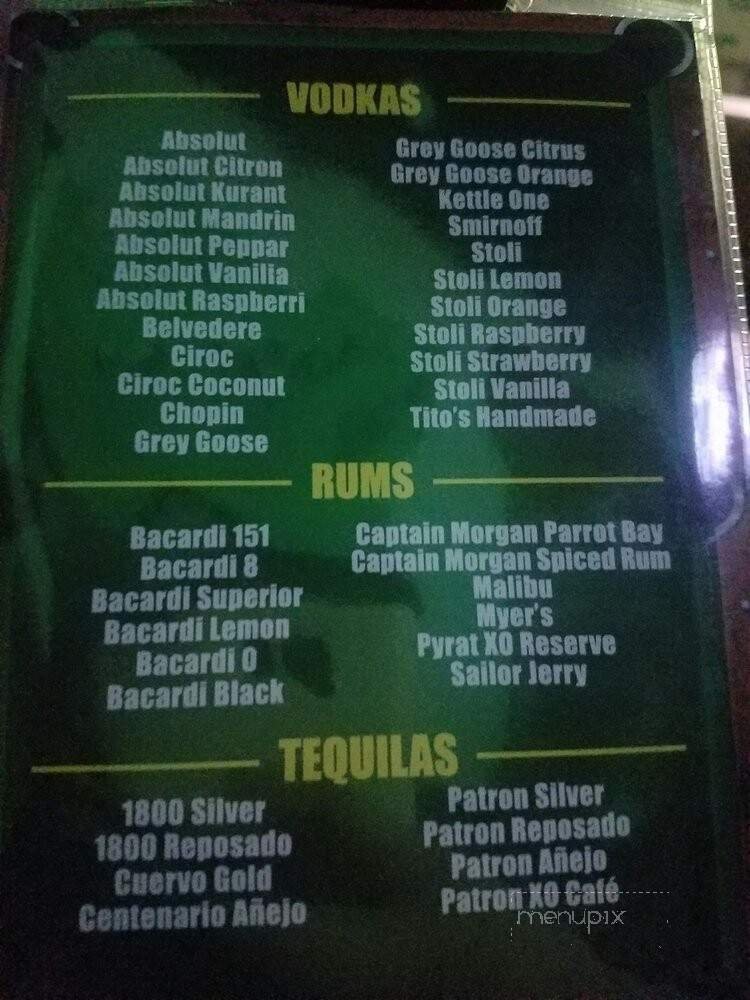 VODKAS
Absolut
Absolut Citron
Absolut Kurant
Absolut Mandrin
Absolut Peppar
Absolut Vanilia
Absolut Raspberri
Belvedere
Ciroc
Ciroc Coconut
Chopin
Grey Goose
Grey Goose Citrus
Grey Goose Orange
Kettle One
Smirnoff
Stoli
Stoli Lemon
Stoli Orange
Stoli Raspberry
Stoli Strawberry
Stoli Vanilla
Tito's Handmade
RUMS
Bacardi 151
Bacardi 8
Bacardi Superior
Bacardi Lemon
Bacardi O
Bacardi Black
Captain Morgan Parrot Bay
Captain Morgan Spiced Rum
Malibu
Myer's
Pyrat XO Reserve
Sailor Jerry
TEQUILAS
1800 Silver
1800 Reposado
Cuervo Gold
Centenario Añejo
Patron Silver
Patron Reposado
Patron Añejo
Patron XO Café
menupix